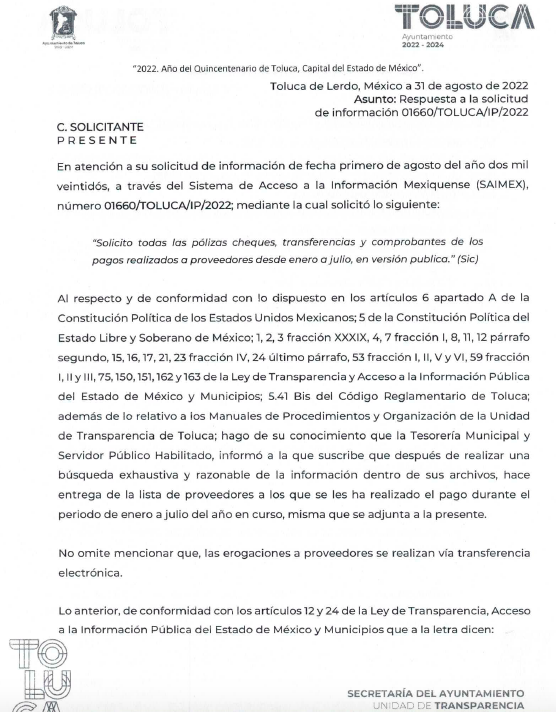 TOLUCA
Ayuntamiento
2022 - 2024
Ayuntamiento de Toluca
"2022. Año del Quincentenario de Toluca, Capital del Estado de México".
Toluca de Lerdo, México a 31 de agosto de 2022
Asunto: Respuesta a la solicitud
de información 01660/TOLUCA/IP/2022
C. SOLICITANTE
P R E S E N T E
En atención a su solicitud de información de fecha primero de agosto del año dos mil
veintidós, a través del Sistema de Acceso a la Información Mexiquense (SAIMEX),
número 01660/TOLUCA/IP/2022; mediante la cual solicitó lo siguiente:
"Solicito todas las pólizas cheques, transferencias y comprobantes de los
pagos realizados a proveedores desde enero a julio, en versión publica." (Sic)
Al respecto y de conformidad con lo dispuesto en los artículos 6 apartado A de la
Constitución Política de los Estados Unidos Mexicanos; 5 de la Constitución Política del
Estado Libre y Soberano de México; 1, 2, 3 fracción XXXIX, 4, 7 fracción I, 8, 11, 12 párrafo
segundo, 15, 16, 17, 21, 23 fracción IV, 24 último párrafo, 53 fracción I, II, V y VI, 59 fracción
I, II y III, 75, 150, 151, 162 y 163 de la Ley de Transparencia y Acceso a la Información Pública
del Estado de México y Municipios; 5.41 Bis del Código Reglamentario de Toluca;
además de lo relativo a los Manuales de Procedimientos y Organización de la Unidad
de Transparencia de Toluca; hago de su conocimiento que la Tesorería Municipal y
Servidor Público Habilitado, informó a la que suscribe que después de realizar una
búsqueda exhaustiva y razonable de la información dentro de sus archivos, hace
entrega de la lista de proveedores a los que se les ha realizado el pago durante el
periodo de enero a julio del año en curso, misma que se adjunta a la presente.
No omite mencionar que, las erogaciones a proveedores se realizan vía transferencia
electrónica.
Lo anterior, de conformidad con los artículos 12 y 24 de la Ley de Transparencia, Acceso
a la Información Pública del Estado de México y Municipios que a la letra dicen:
TO
LU
CA
SECRETARÍA DEL AYUNTAMIENTO
UNIDAD DE TRANSPARENCIA